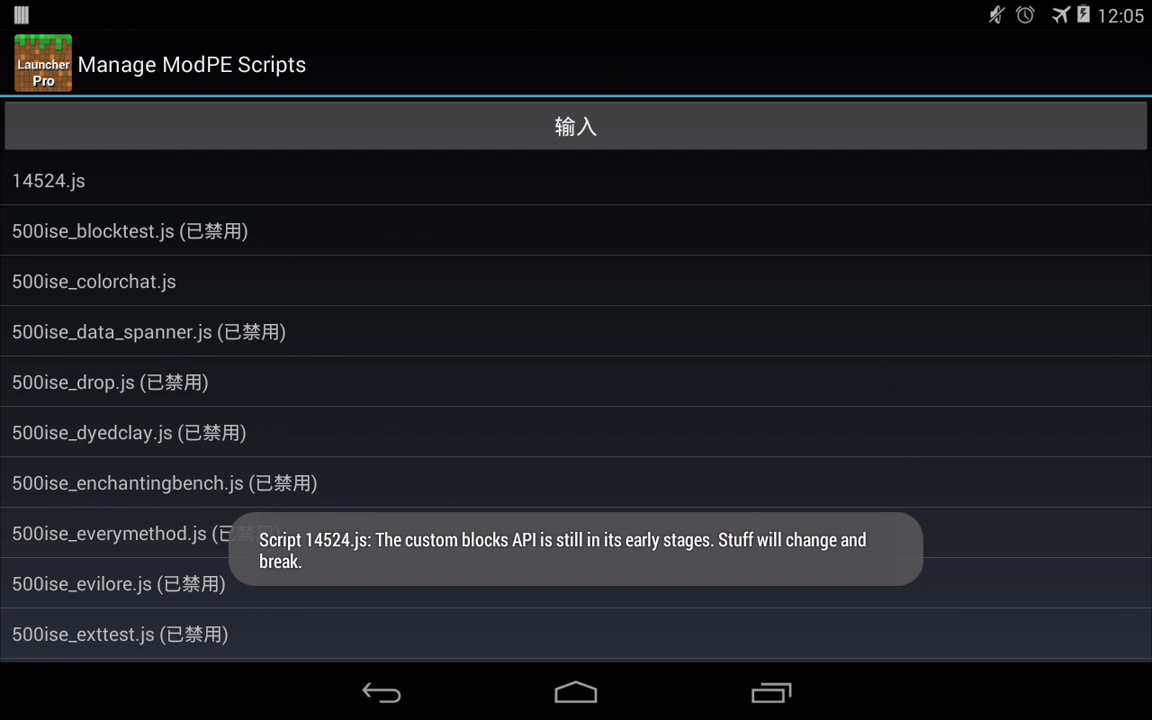 12:05
Launcher
Pro
Manage ModPE Scripts
输入
14524.js
500ise_blocktest.js (已禁用)
500ise_colorchat.js
500ise_data_spanner.js (已禁用)
500ise_drop.js (已禁用)
500ise_dyedclay.js (已禁用)
500ise_enchantingbench.js (已禁用)
500ise_everymethod.js (已禁用)
Script 14524.js: The custom blocks API is still in its early stages. Stuff will change and
break.
500ise_evilore.js (已禁用)
500ise_exttest.js (已禁用)